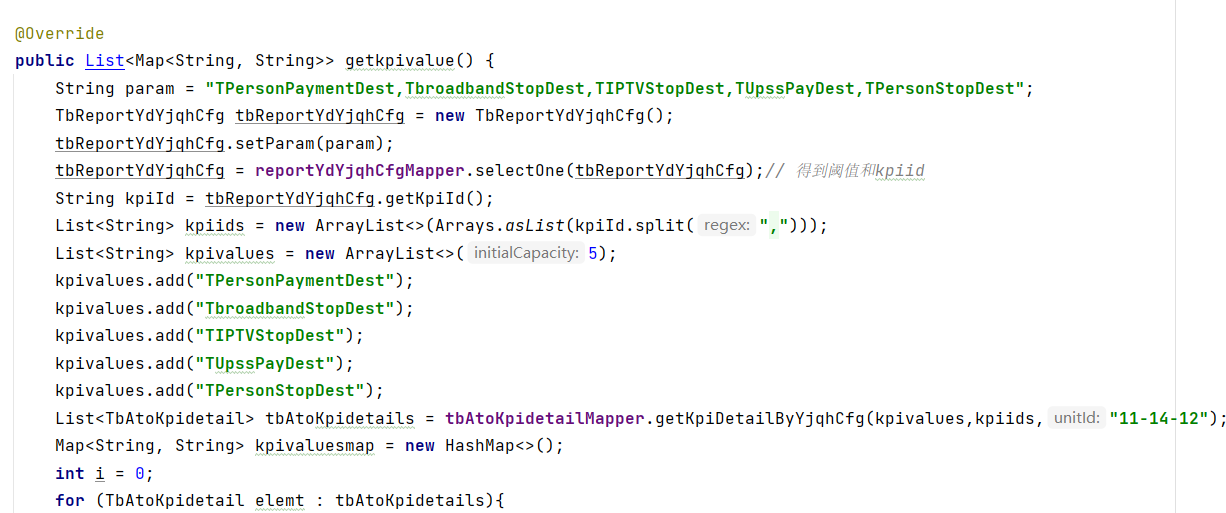 @Override
public List<Map<String, String>> getkpivalue() {
String param = "TPersonPaymentDest,TbroadbandStopDest,TIPTVStopDest,TUpssPayDest,TPersonStopDest";
TbReportYdYjqhCfg tbReportYdYjqhCfg = new TbReportYdYjqhCfg();
tbReportYdYjqhCfg.setParam(param);
tbReportYdYjqhCfg = reportYdYjqhCfgMapper.selectOne(tbReportYdYjqhCfg);// 得到阈值和kpiid
String kpiId = tbReportYdYjqhCfg.getKpiId();
List<String> kpiids = new ArrayList<>(Arrays.asList(kpiId.split( regex: ",")));
List<String> kpivalues = new ArrayList<>( initialCapacity: 5);
kpivalues.add("TPersonPaymentDest");
kpivalues.add("TbroadbandStopDest");
kpivalues.add("TIPTVStopDest");
kpivalues.add("TUpssPayDest");
kpivalues.add("TPersonStopDest");
List<TbAtoKpidetail> tbAtoKpidetails = tbAtoKpidetailMapper.getKpiDetailByYjqhCfg(kpivalues,kpiids, unitId: "11-14-12");
Map<String, String> kpivaluesmap = new HashMap<>();
int i = 0;
for (TbAtoKpidetail elemt : tbAtoKpidetails){